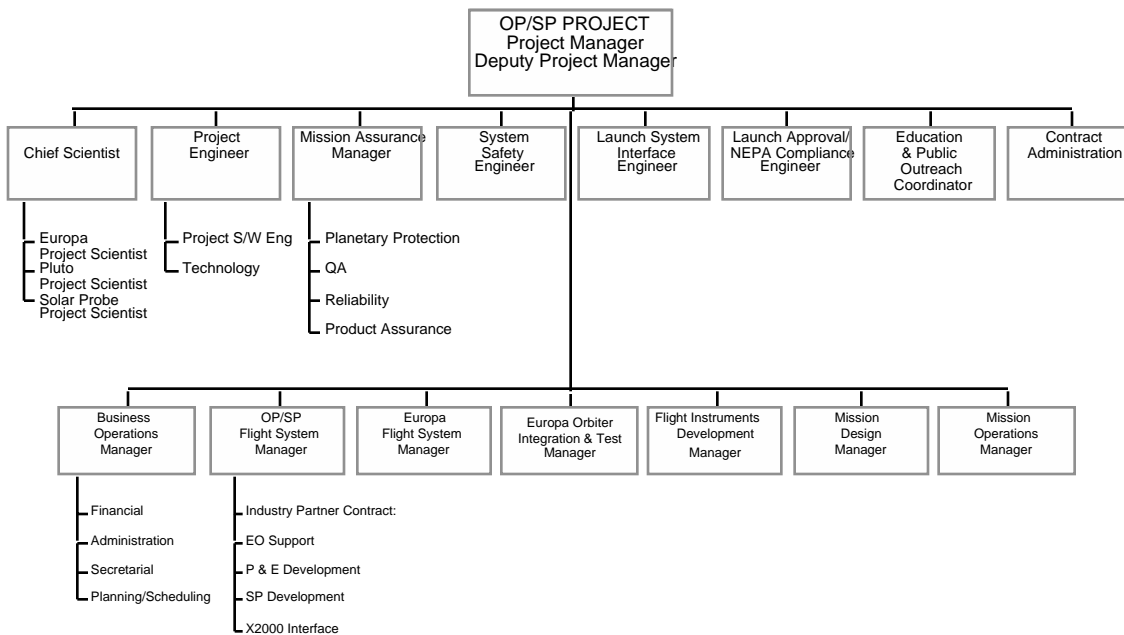 OP/SP PROJECT
Project Manager
Deputy Project Manager
Chief Scientist
Project
Engineer
Mission Assurance
Manager
System
Safety
Engineer
Launch System
Interface
Engineer
Launch Approval/
NEPA Compliance
Engineer
Education
& Public
Outreach
Coordinator
Contract
Administration
Europa
Project Scientist
Pluto
Project Scientist
Solar Probe
Project Scientist
Project S/W Eng
Technology
Planetary Protection
QA
Reliability
Product Assurance
Business
Operations
Manager
OP/SP
Flight System
Manager
Europa
Flight System
Manager
Europa Orbiter
Integration & Test
Manager
Flight Instruments
Development
Manager
Mission
Design
Manager
Mission
Operations
Manager
Financial
Administration
Secretarial
Planning/Scheduling
Industry Partner Contract:
EO Support
P & E Development
SP Development
X2000 Interface